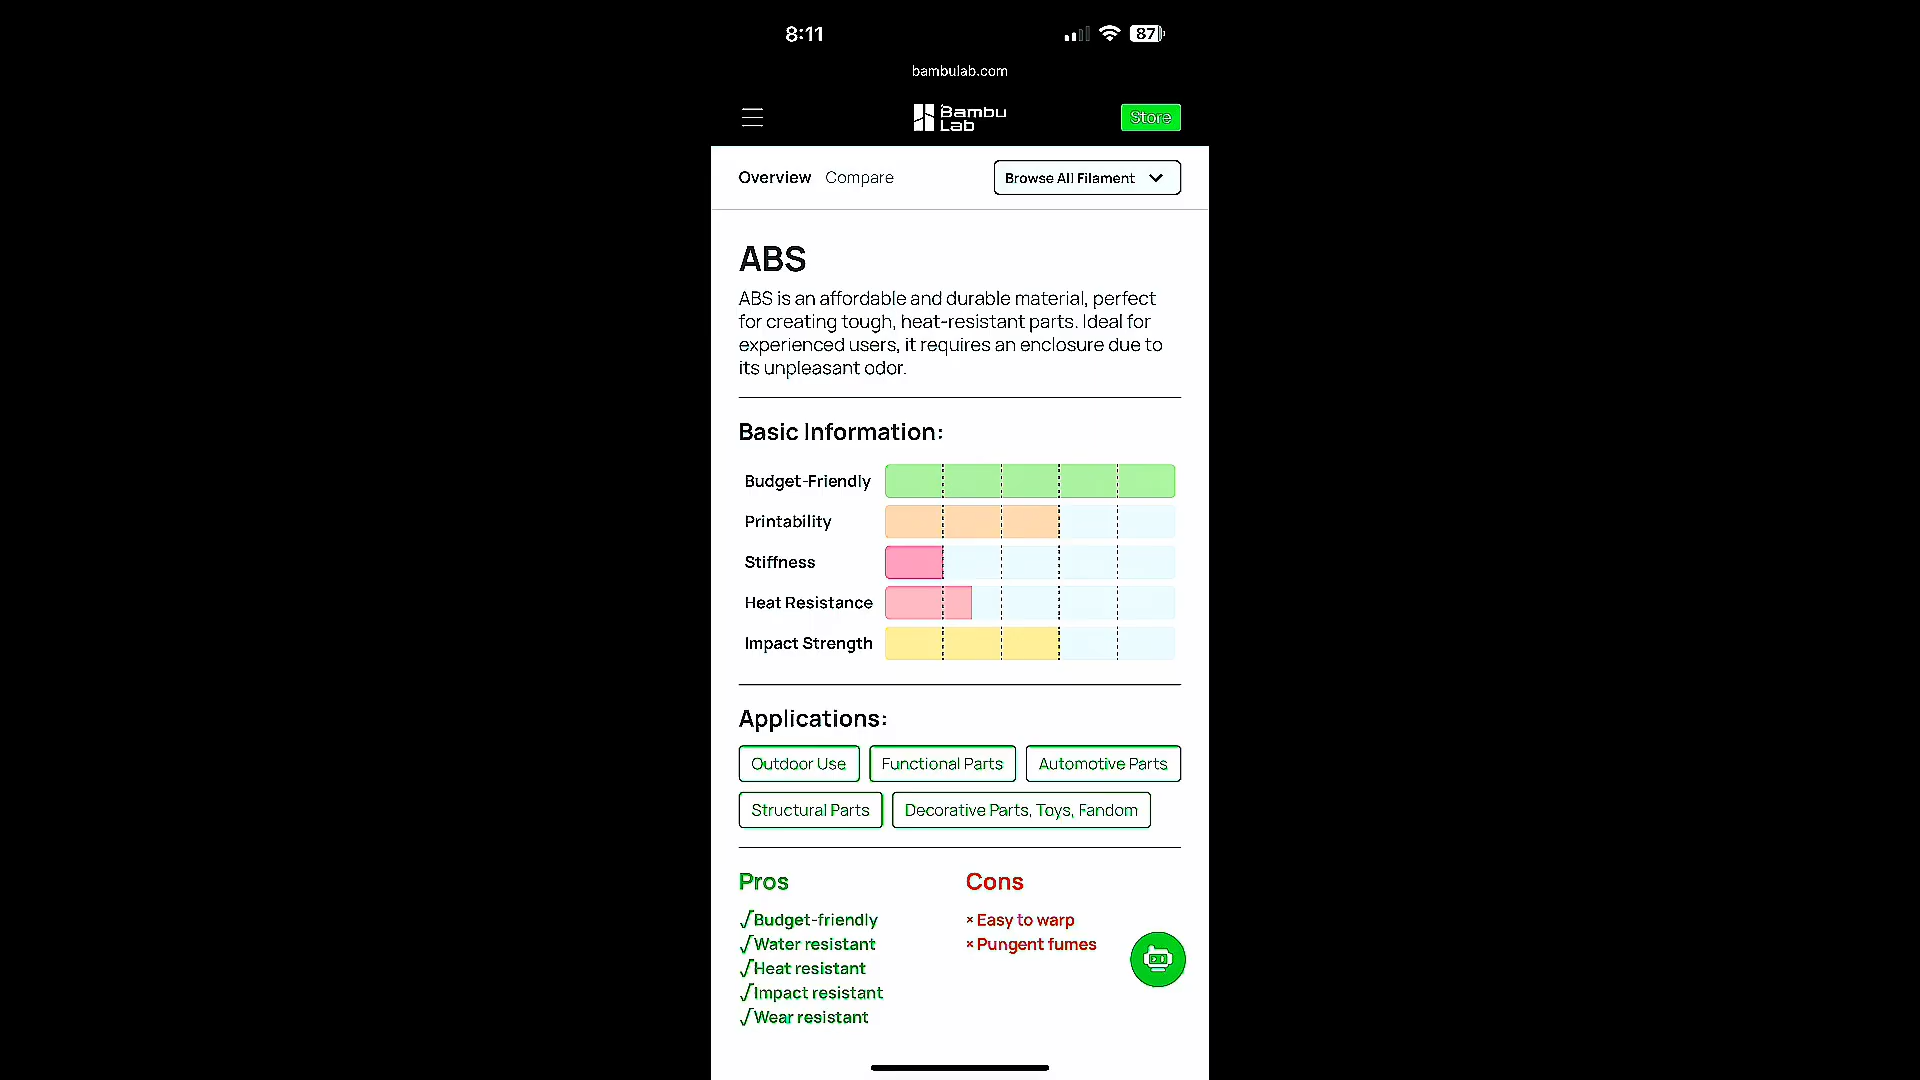 8:11
87
bambulab.com
Bambu
Lab
Store
Overview Compare Browse All Filament
ABS
ABS is an affordable and durable material, perfect
for creating tough, heat-resistant parts. Ideal for
experienced users, it requires an enclosure due to
its unpleasant odor.
Basic Information:
Budget-Friendly
Printability
Stiffness
Heat Resistance
Impact Strength
Applications:
Outdoor Use Functional Parts Automotive Parts
Structural Parts Decorative Parts, Toys, Fandom
Pros
√Budget-friendly
√Water resistant
√Heat resistant
√Impact resistant
√Wear resistant
Cons
× Easy to warp
× Pungent fumes